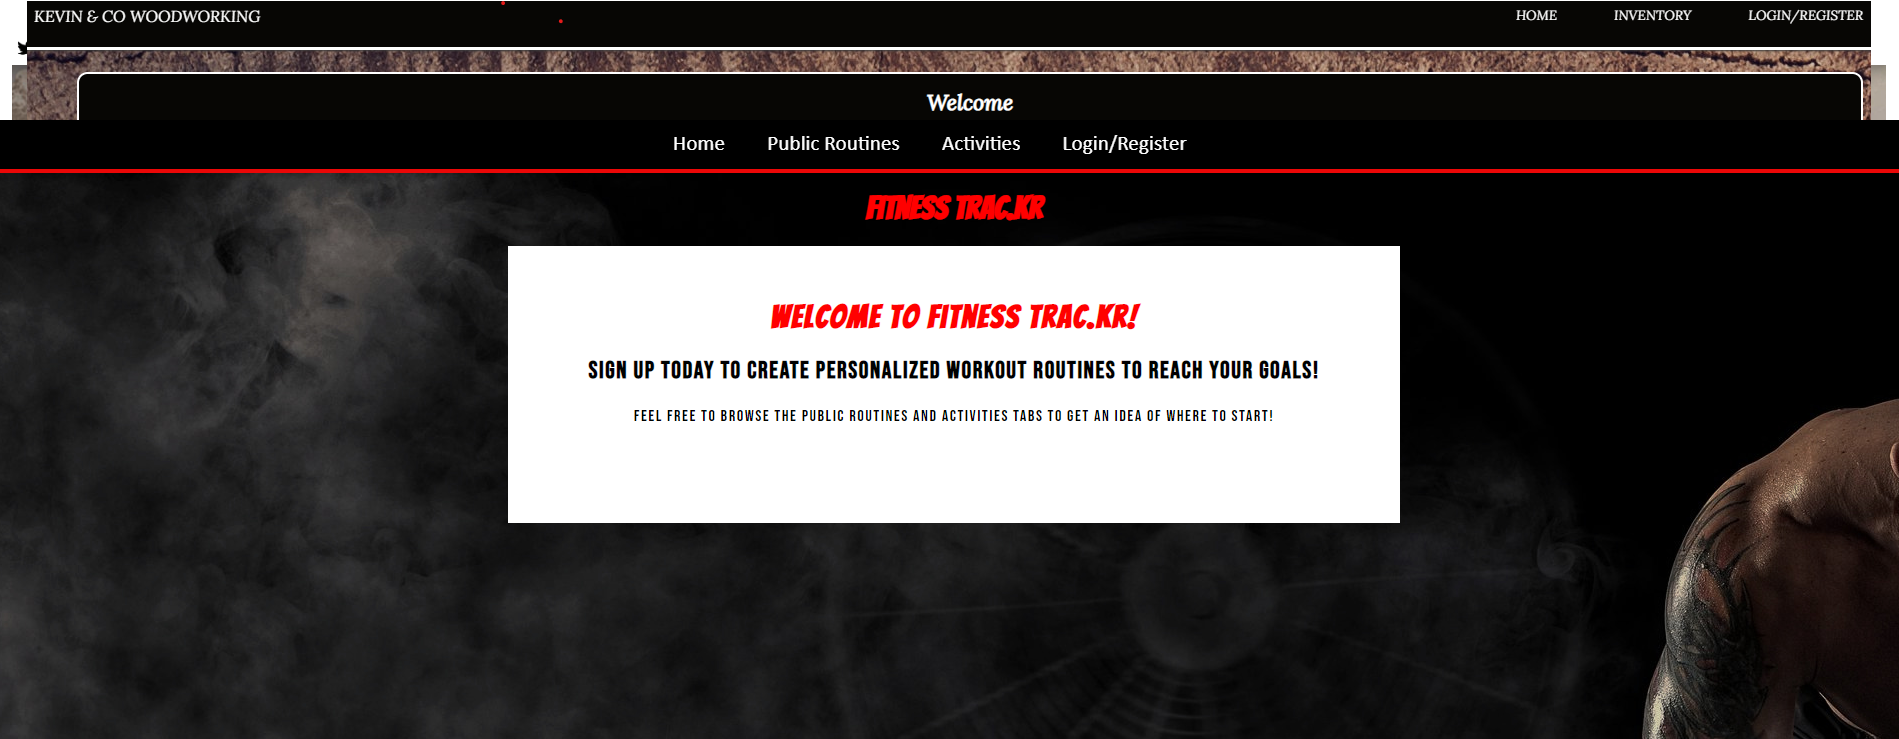 KEVIN & CO WOODWORKING HOME INVENTORY LOGIN/REGISTER
Welcome
Home Public Routines Activities Login/Register
FITNESS TRAC.KR
WELCOME TO FITNESS TRAC.KR!
SIGN UP TODAY TO CREATE PERSONALIZED WORKOUT ROUTINES TO REACH YOUR GOALS!
FEEL FREE TO BROWSE THE PUBLIC ROUTINES AND ACTIVITIES TABS TO GET AN IDEA OF WHERE TO START!